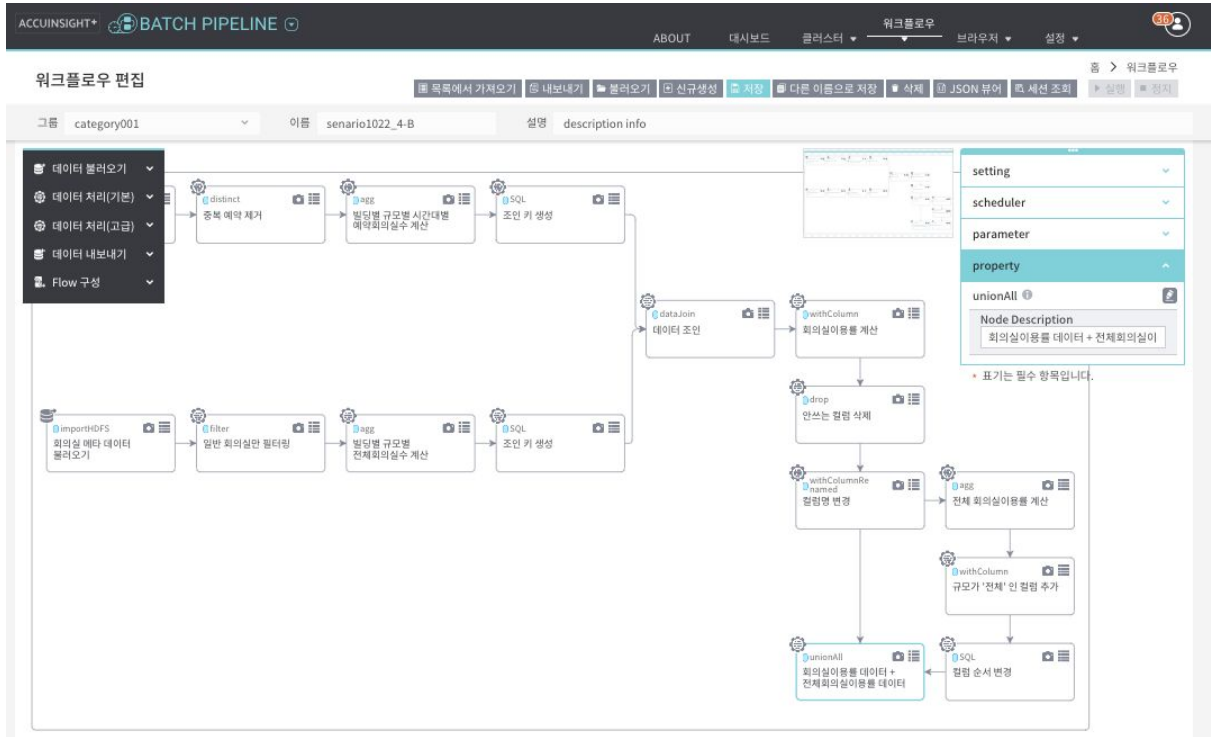 ACCUINSIGHT+ BATCH PIPELINE
ABOUT 대시보드 클러스터 워크플로우 브라우저 설정
36
홈 > 워크플로우
워크플로우 편집
목록에서 가져오기 내보내기 불러오기 신규생성 저장 다른 이름으로 저장 삭제 JSON 뷰어 세션 조회 실행 정지
그룹 category001 이름 senario1022_4-B 설명 description info
데이터 불러오기
데이터 처리(기본)
데이터 처리(고급)
데이터 내보내기
Flow 구성
distinct
중복 예약 제거
agg
빌딩별 규모별 시간대별
예약회의실수 계산
SQL
조인 키 생성
setting
scheduler
parameter
property
unionAll
Node Description
회의실이용률 데이터 + 전체회의실이
* 표기는 필수 항목입니다.
dataJoin
데이터 조인
withColumn
회의실이용률 계산
drop
안쓰는 컬럼 삭제
importHDFS
회의실 메타 데이터
불러오기
filter
일반 회의실만 필터링
agg
빌딩별 규모별
전체회의실수 계산
SQL
조인 키 생성
withColumnRe
named
컬럼명 변경
agg
전체 회의실이용률 계산
withColumn
규모가 '전체' 인 컬럼 추가
unionAll
회의실이용률 데이터 +
전체회의실이용률 데이터
SQL
컬럼 순서 변경